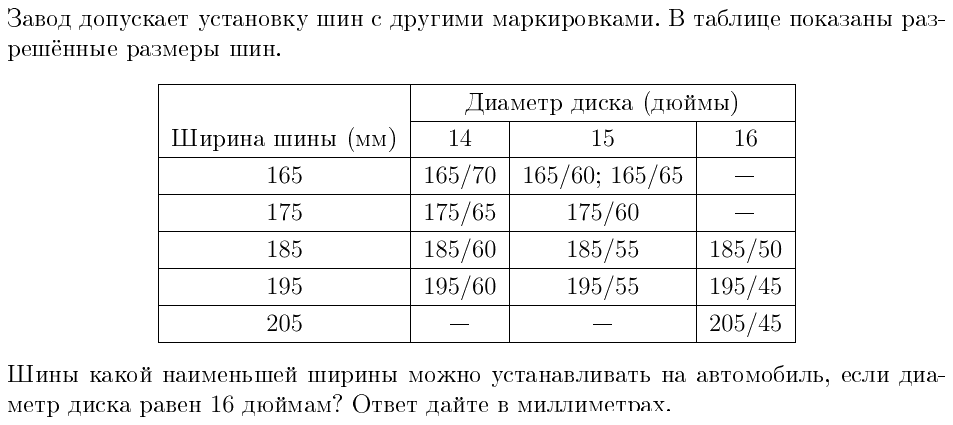 Завод допускает установку шин с другими маркировками. В таблице показаны раз-
решённые размеры шин.
Диаметр диска (дюймы)
Ширина шины (мм) 14 15 16
165 165/70 165/60; 165/65 —
175 175/65 175/60 —
185 185/60 185/55 185/50
195 195/60 195/55 195/45
205 — — 205/45
Шины какой наименьшей ширины можно устанавливать на автомобиль, если диа-
метр диска равен 16 дюймам? Ответ дайте в миллиметрах.